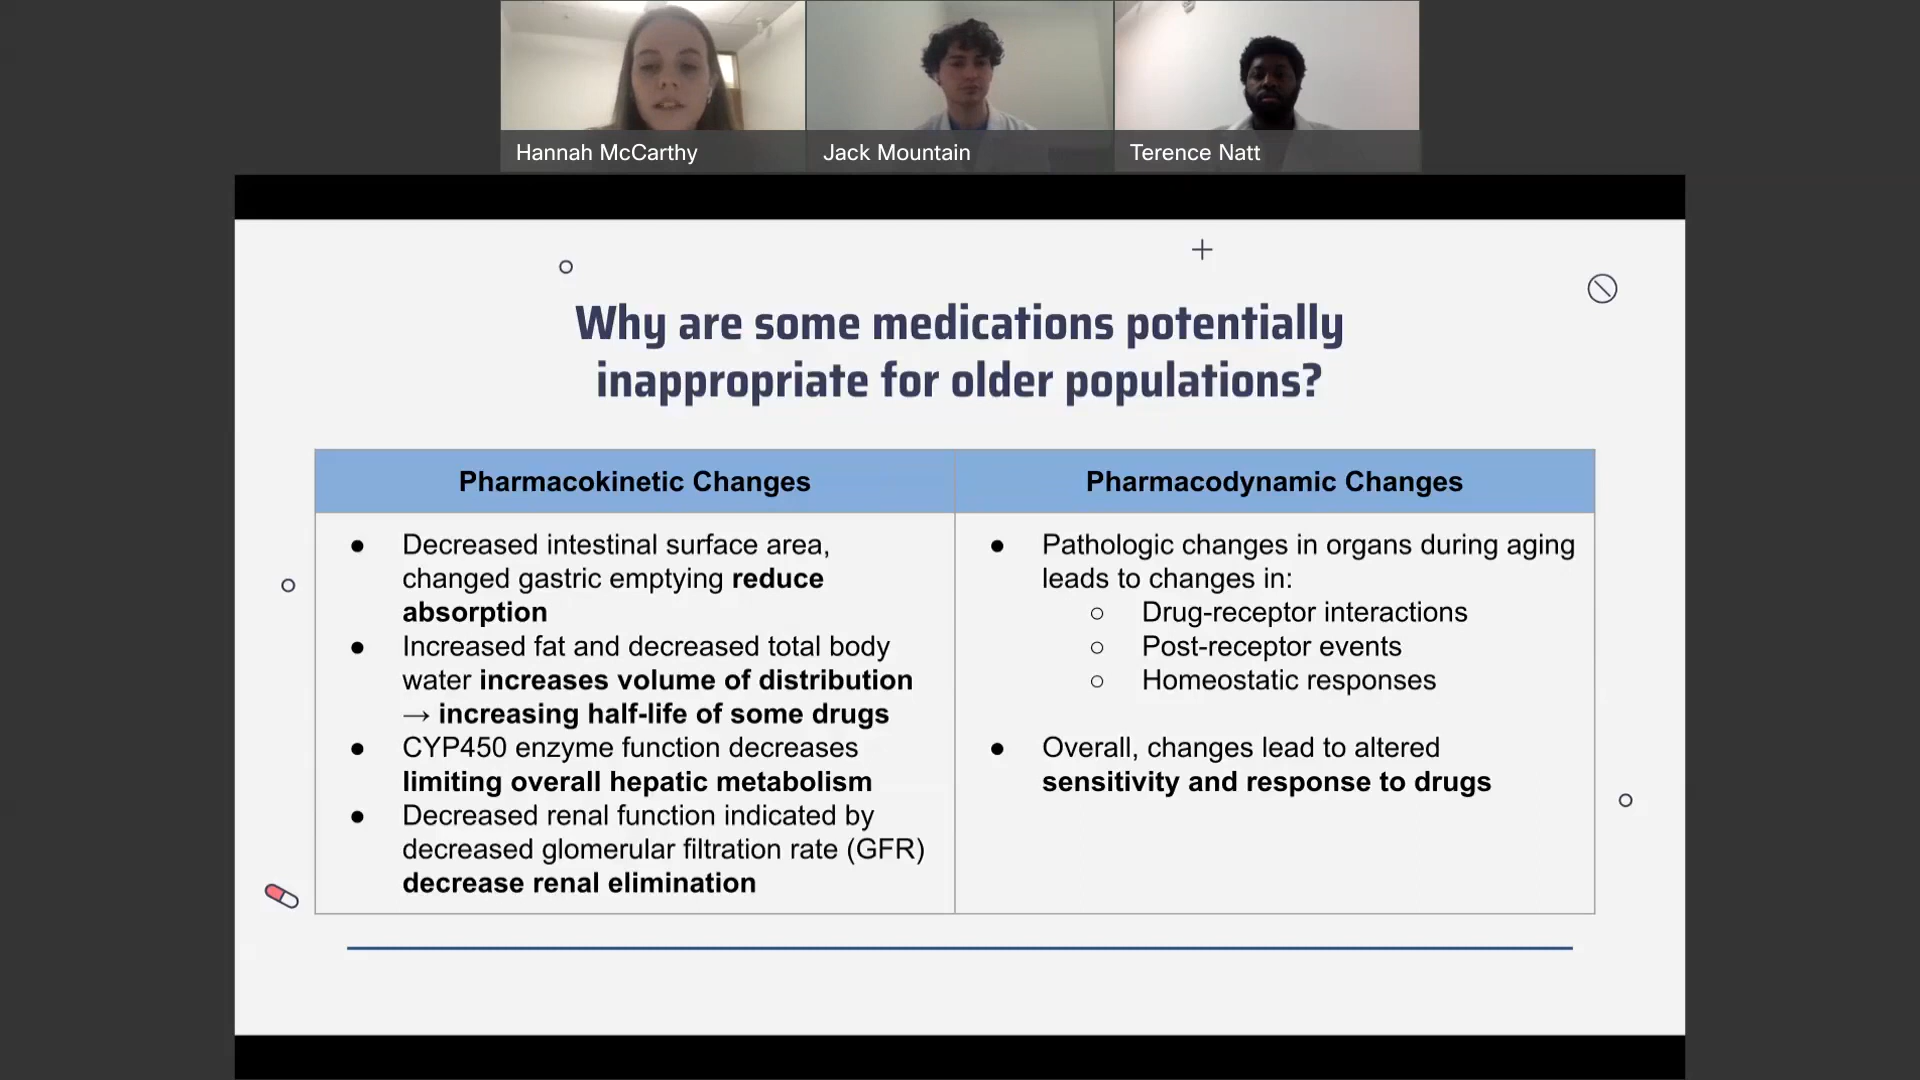 Hannah McCarthy
Jack Mountain
Terence Natt
Why are some medications potentially
inappropriate for older populations?
Pharmacokinetic Changes
● Decreased intestinal surface area,
changed gastric emptying reduce
absorption
● Increased fat and decreased total body
water increases volume of distribution
→ increasing half-life of some drugs
● CYP450 enzyme function decreases
limiting overall hepatic metabolism
● Decreased renal function indicated by
decreased glomerular filtration rate (GFR)
decrease renal elimination
Pharmacodynamic Changes
● Pathologic changes in organs during aging
leads to changes in:
○ Drug-receptor interactions
○ Post-receptor events
○ Homeostatic responses
● Overall, changes lead to altered
sensitivity and response to drugs